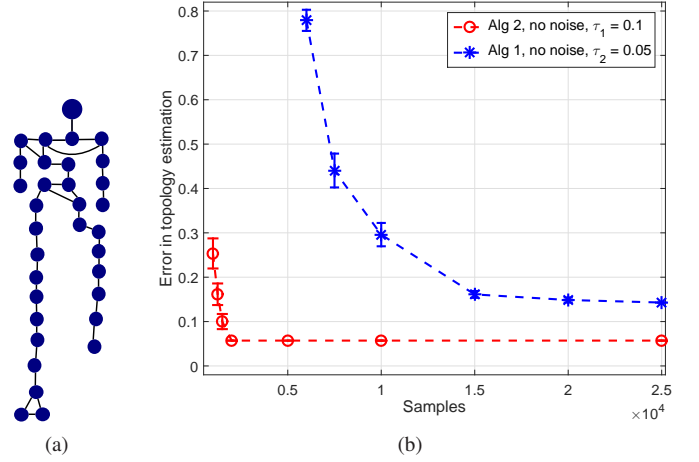 Alg 2, no noise, τ₁ = 0.1
Alg 1, no noise, τ₂ = 0.05
Error in topology estimation
0.8
0.7
0.6
0.5
0.4
0.3
0.2
0.1
0
0.5 1 1.5 2 2.5
Samples
×10⁴
(a) (b)